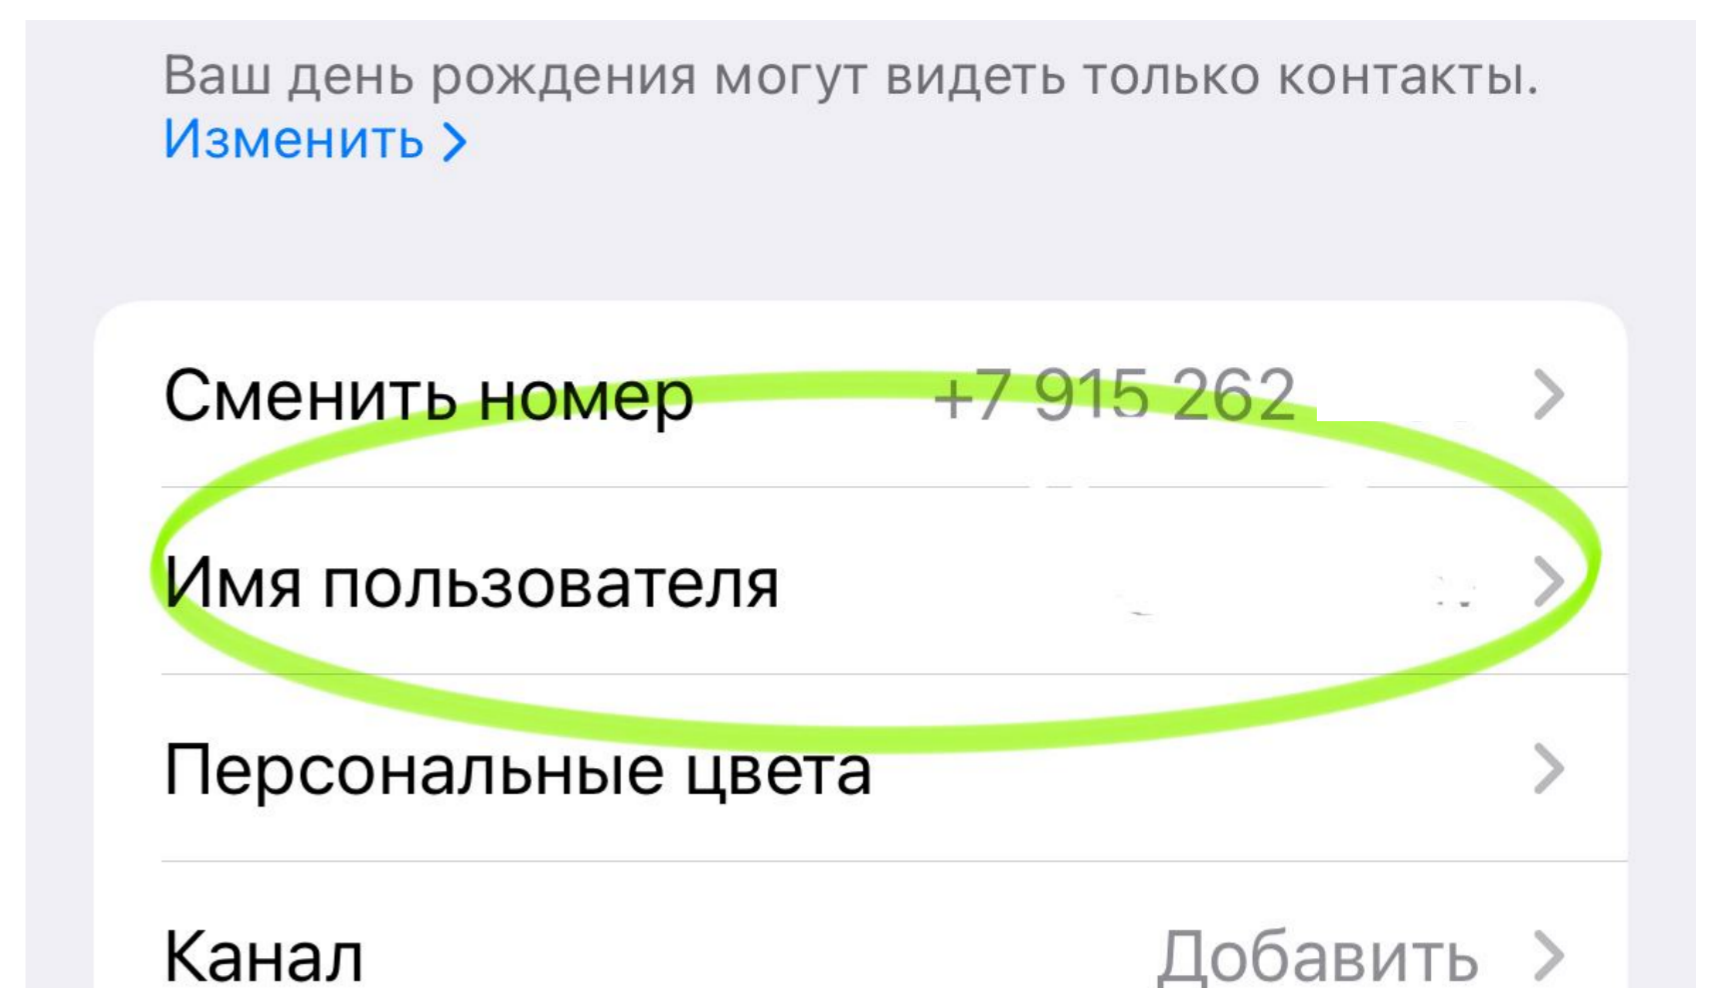 Ваш день рождения могут видеть только контакты.
Изменить >
Сменить номер +7 915 262
Имя пользователя
Персональные цвета
Канал Добавить